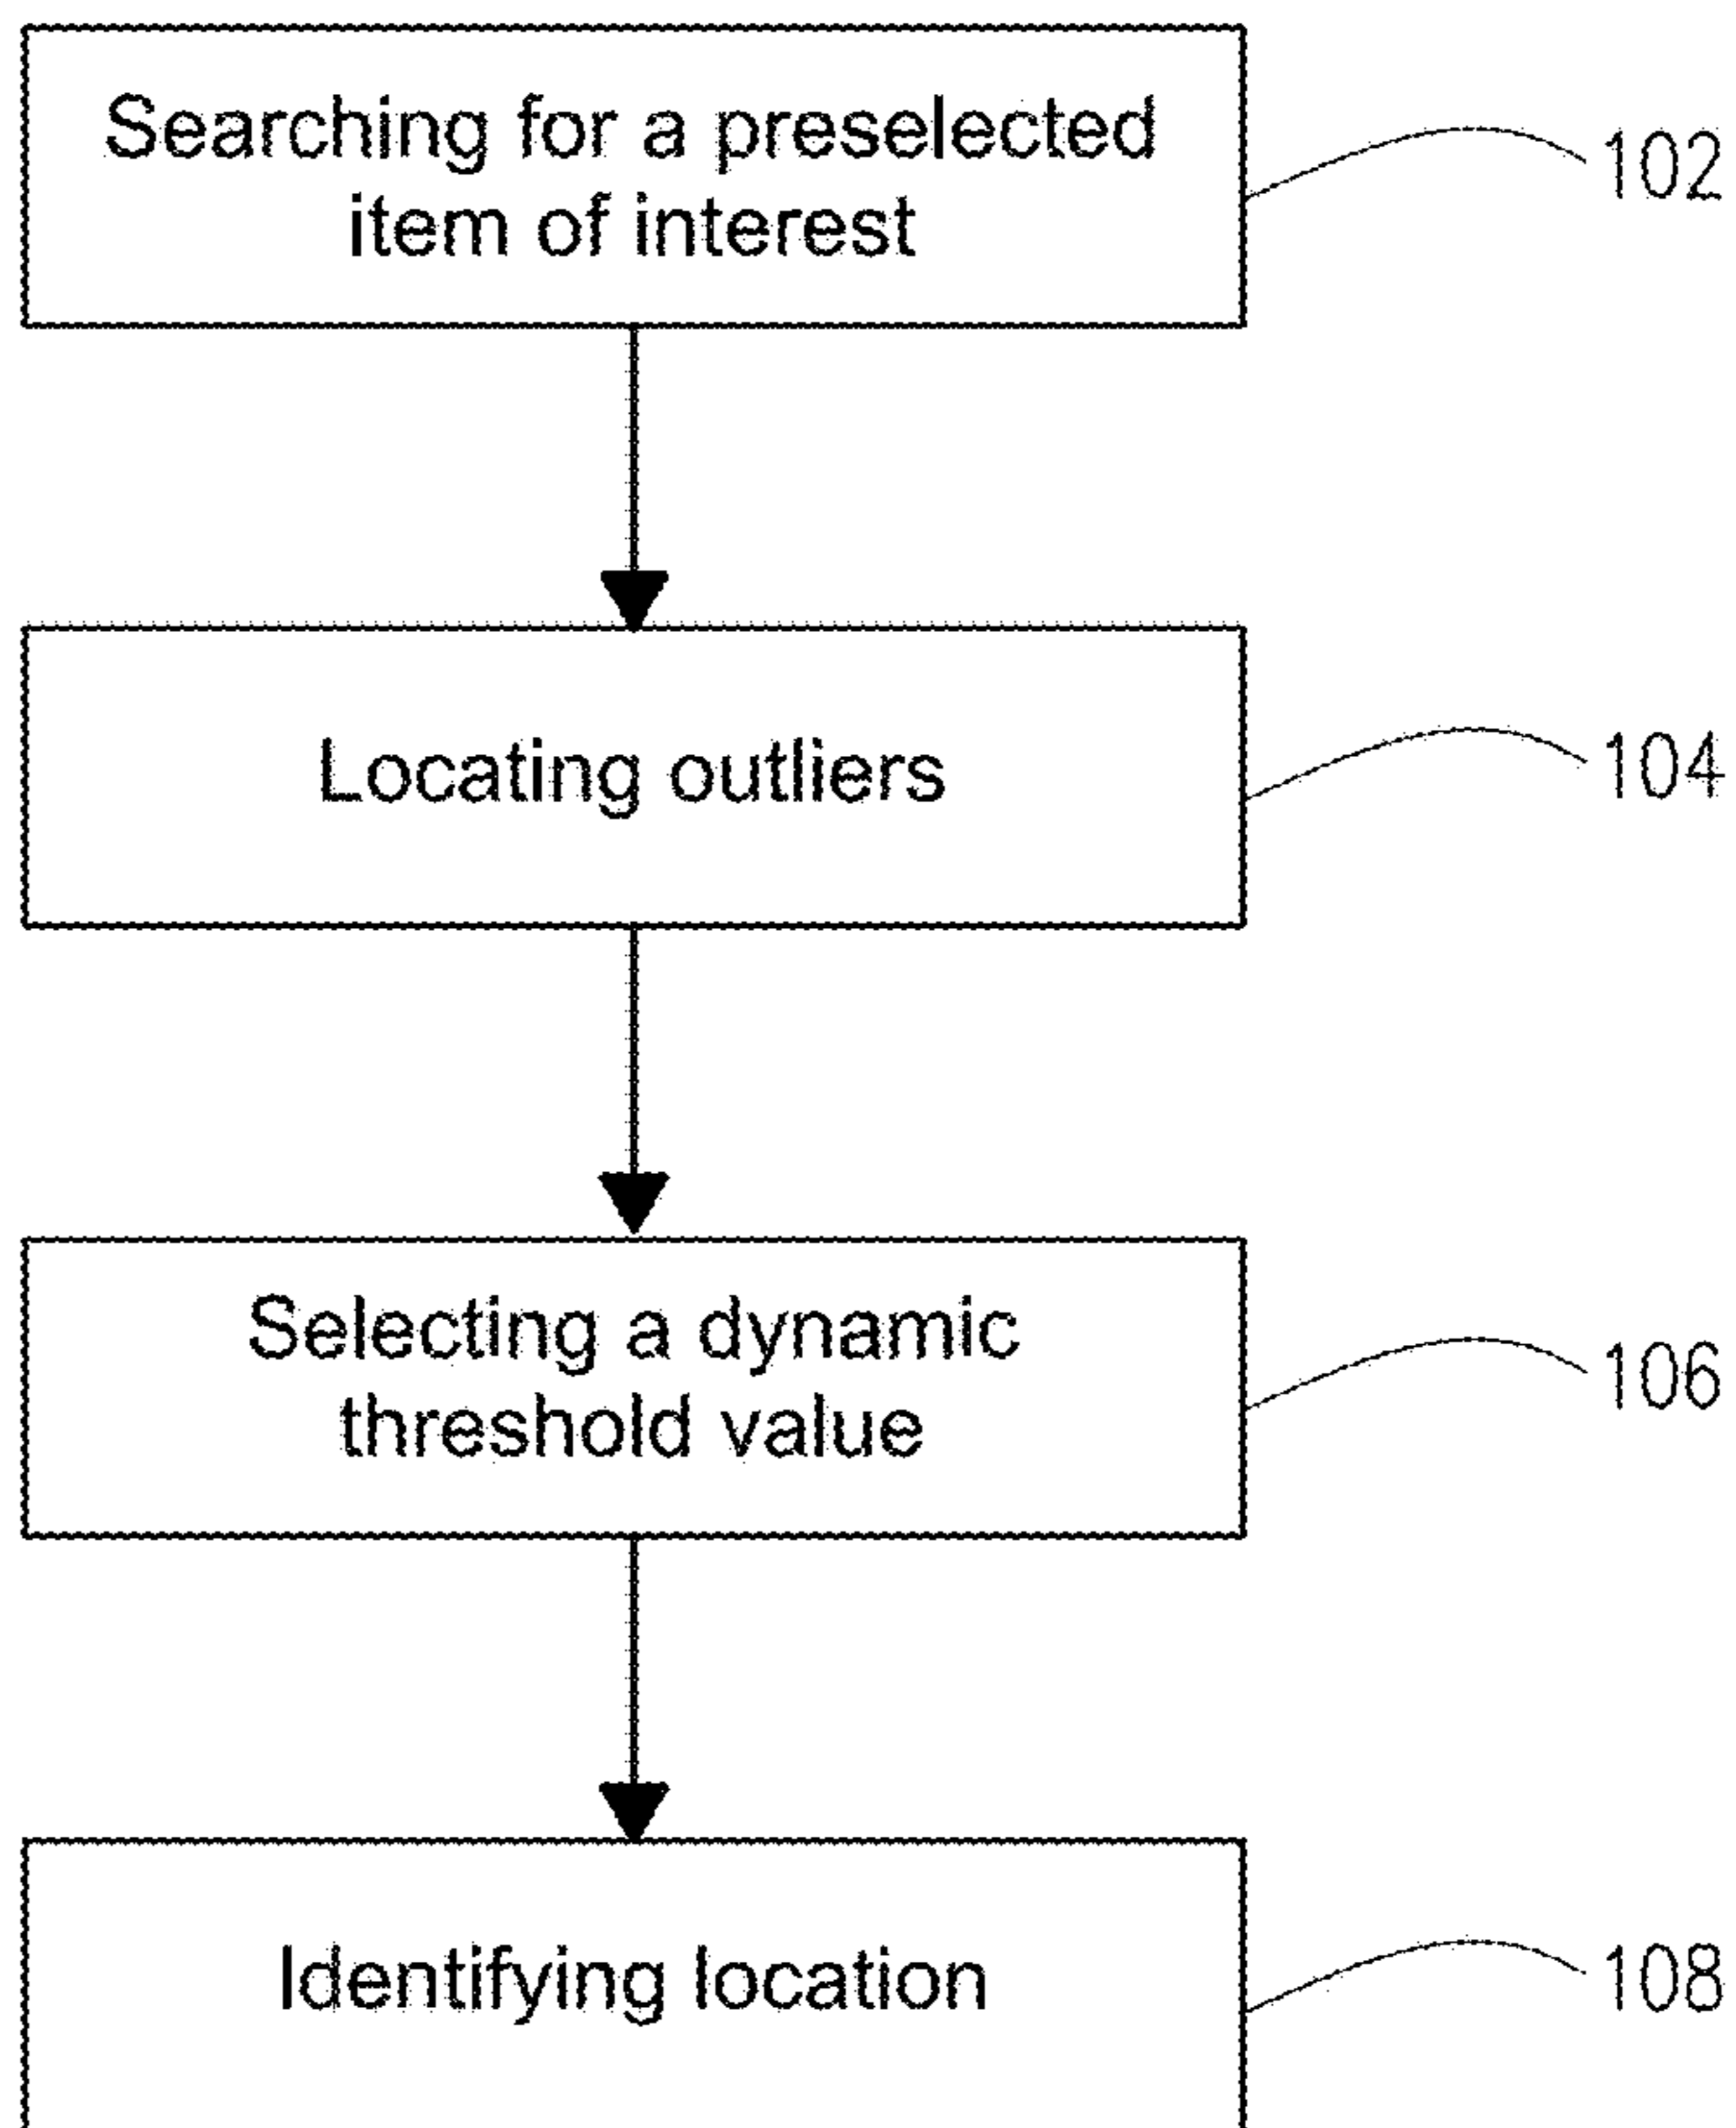 Searching for a preselected
item of interest
102
Locating outliers
104
Selecting a dynamic
threshold value
106
Identifying location
108